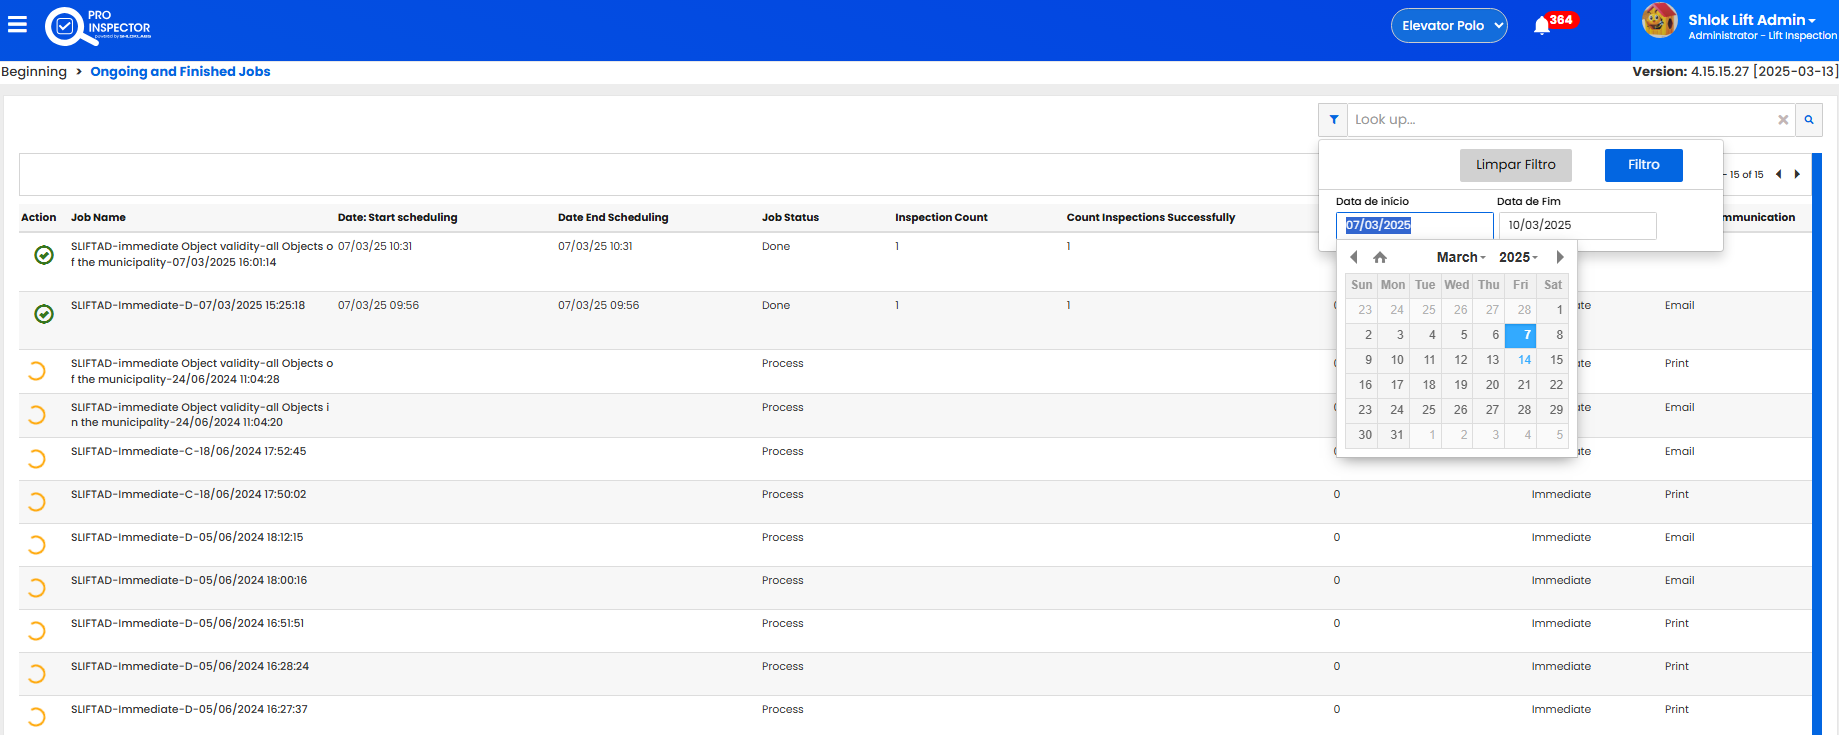 PRO
INSPECTOR
powered by SHLOKLABS
Elevator Polo
364
Shlok Lift Admin
Administrator - Lift Inspection
Beginning > Ongoing and Finished Jobs
Version: 4.15.15.27 [2025-03-13]
Look up...
Limpar Filtro
Filtro
- 15 of 15
Data de início
Data de Fim
07/03/2025
10/03/2025
March
2025
Sun Mon Tue Wed Thu Fri Sat
23 24 25 26 27 28 1
2 3 4 5 6 7 8
9 10 11 12 13 14 15
16 17 18 19 20 21 22
23 24 25 26 27 28 29
30 31 1 2 3 4 5
Action Job Name Date: Start scheduling Date End Scheduling Job Status Inspection Count Count Inspections Successfully mmunication
SLIFTAD-immediate Object validity-all Objects o 07/03/25 10:31 07/03/25 10:31 Done 1 1
f the municipality-07/03/2025 16:01:14
SLIFTAD-Immediate-D-07/03/2025 15:25:18 07/03/25 09:56 07/03/25 09:56 Done 1 1 0 te Email
SLIFTAD-immediate Object validity-all Objects o Process 0 te Print
f the municipality-24/06/2024 11:04:28
SLIFTAD-immediate Object validity-all Objects i Process 0 te Email
n the municipality-24/06/2024 11:04:20
SLIFTAD-Immediate-C-18/06/2024 17:52:45 Process 0 te Email
SLIFTAD-Immediate-C-18/06/2024 17:50:02 Process 0 Immediate Print
SLIFTAD-Immediate-D-05/06/2024 18:12:15 Process 0 Immediate Email
SLIFTAD-Immediate-D-05/06/2024 18:00:16 Process 0 Immediate Email
SLIFTAD-Immediate-D-05/06/2024 16:51:51 Process 0 Immediate Print
SLIFTAD-Immediate-D-05/06/2024 16:28:24 Process 0 Immediate Print
SLIFTAD-Immediate-D-05/06/2024 16:27:37 Process 0 Immediate Print